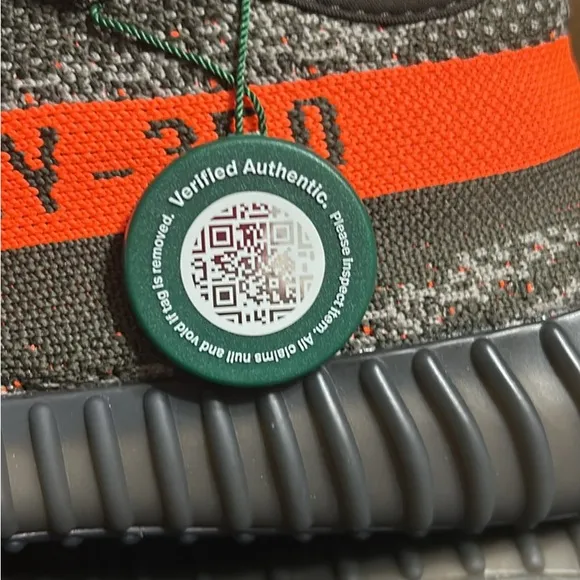 Verified Authentic.
Please inspect item. All claims null and void if tag is removed.